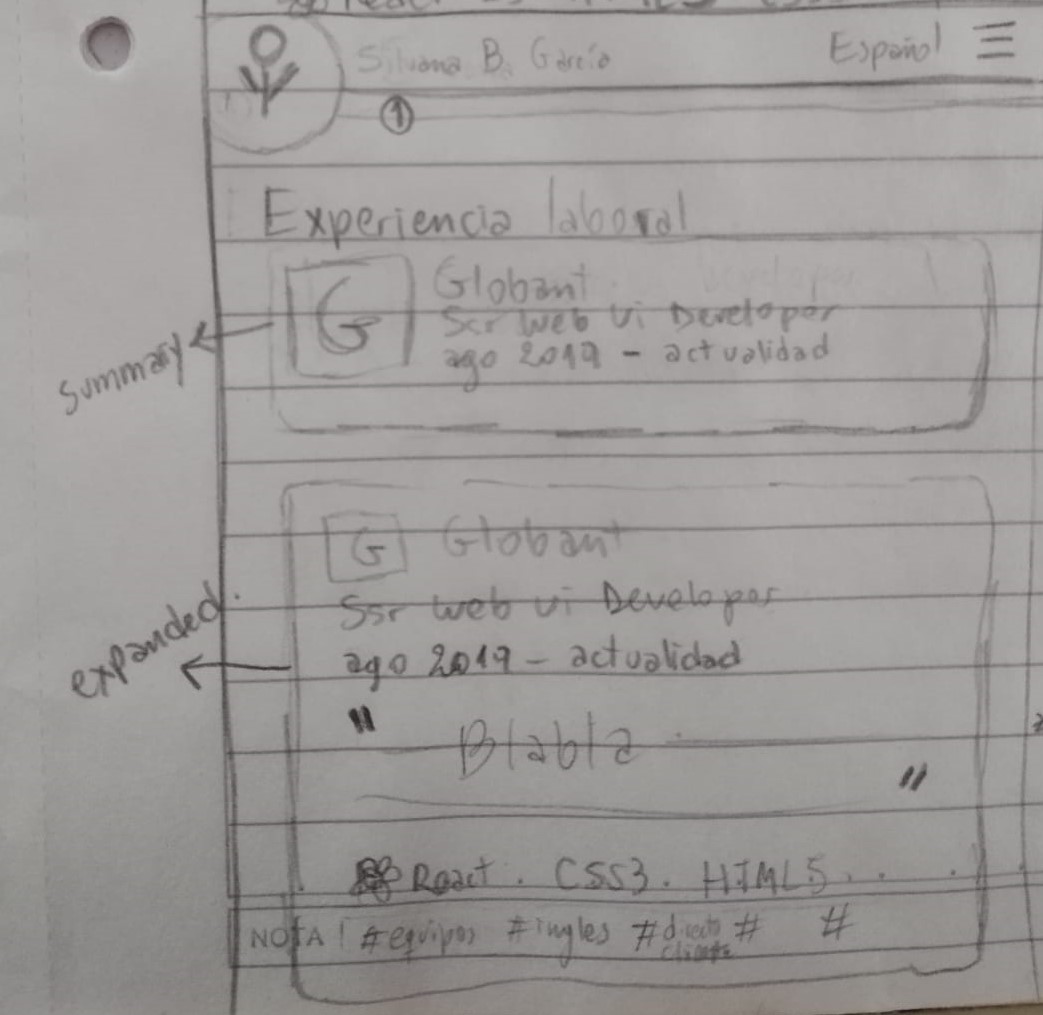 Silvana B. García
Español
1
Experiencia laboral
G
Globant
Ssr web Ui Developer
ago 2019 - actualidad
summary
G Globant
Ssr web ui Developer
ago 2019 - actualidad
expanded
" Blabla "
React. CSS3. HTML5. . .
NOTA! #equipos #ingles #directo cliente # #